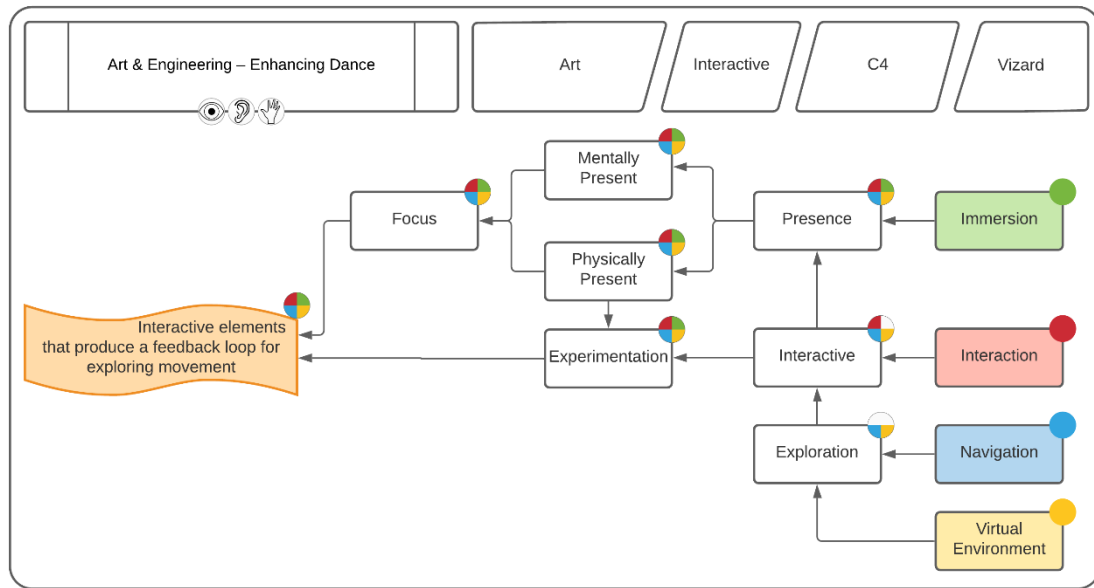 Art & Engineering – Enhancing Dance
Art
Interactive
C4
Vizard
Mentally
Present
Focus
Presence
Immersion
Physically
Present
Interactive elements
that produce a feedback loop for
exploring movement
Experimentation
Interactive
Interaction
Exploration
Navigation
Virtual
Environment